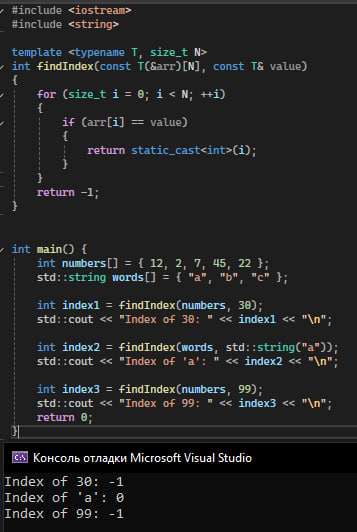 #include <iostream>
#include <string>
template <typename T, size_t N>
int findIndex(const T(&arr)[N], const T& value)
{
for (size_t i = 0; i < N; ++i)
{
if (arr[i] == value)
{
return static_cast<int>(i);
}
}
return -1;
}
int main() {
int numbers[] = { 12, 2, 7, 45, 22 };
std::string words[] = { "a", "b", "c" };
int index1 = findIndex(numbers, 30);
std::cout << "Index of 30: " << index1 << "\n";
int index2 = findIndex(words, std::string("a"));
std::cout << "Index of 'a': " << index2 << "\n";
int index3 = findIndex(numbers, 99);
std::cout << "Index of 99: " << index3 << "\n";
return 0;
}
Консоль отладки Microsoft Visual Studio
Index of 30: -1
Index of 'a': 0
Index of 99: -1